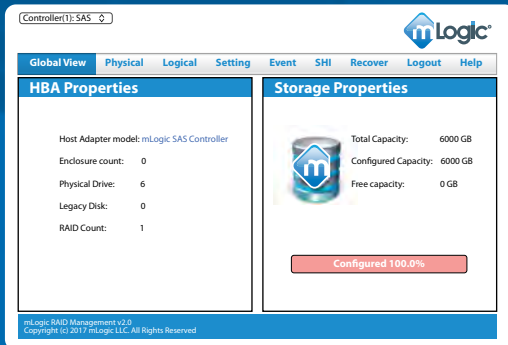 Controller(1): SAS
mLogic
Global View Physical Logical Setting Event SHI Recover Logout Help
HBA Properties
Host Adapter model: mLogic SAS Controller
Enclosure count: 0
Physical Drive: 6
Legacy Disk: 0
RAID Count: 1
Storage Properties
m
Total Capacity: 6000 GB
Configured Capacity: 6000 GB
Free capacity: 0 GB
Configured 100.0%
mLogic RAID Management v2.0
Copyright (c) 2017 mLogic LLC. All Rights Reserved